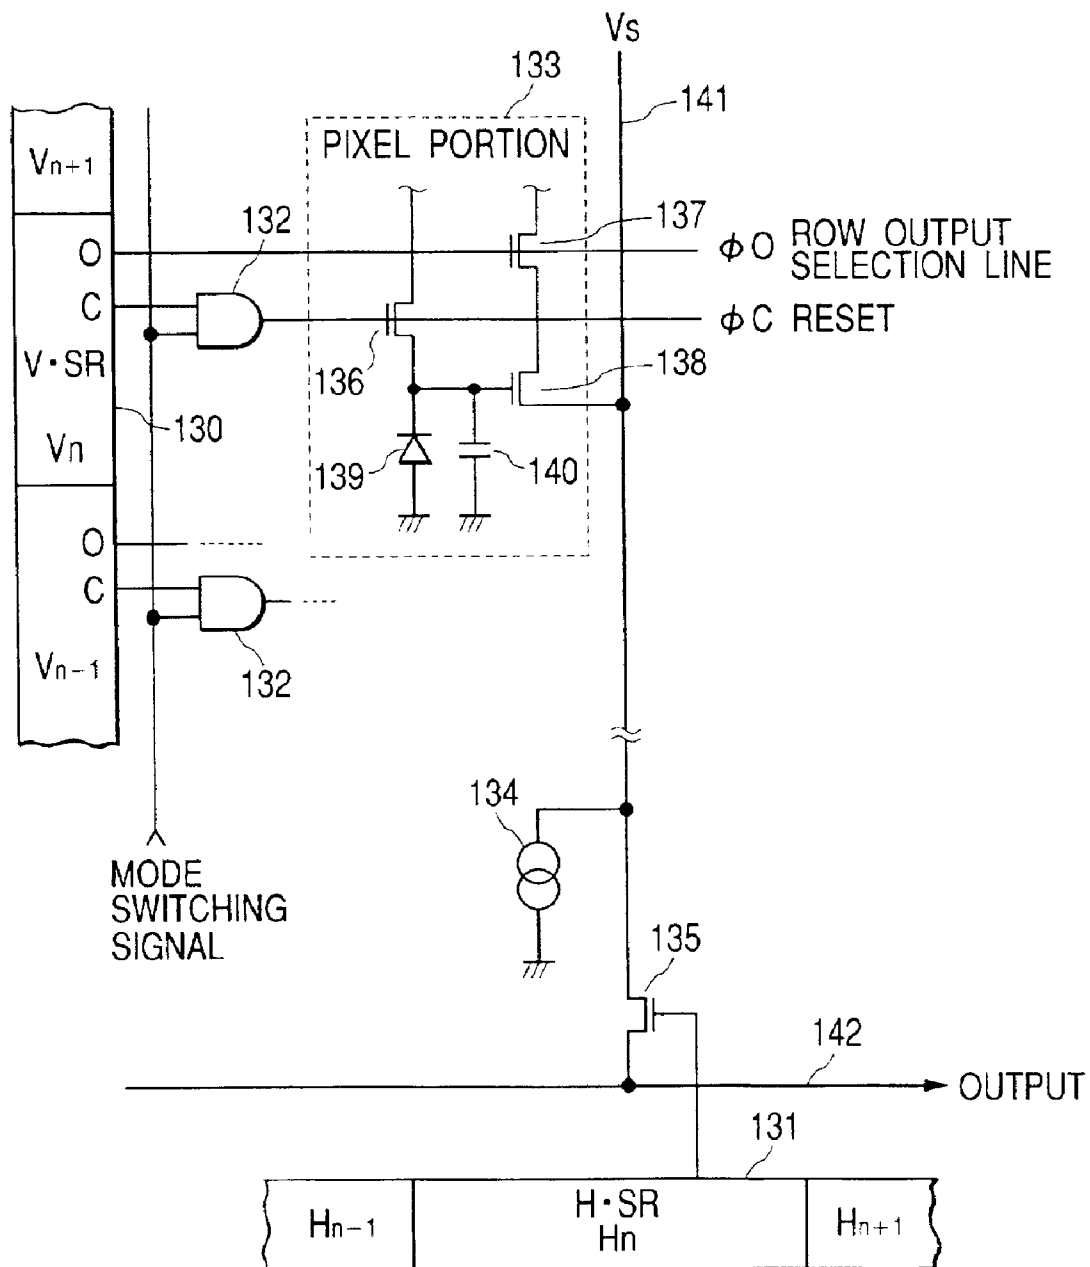 Vs
133
141
PIXEL PORTION
Vn+1
132
137
O
φO ROW OUTPUT
SELECTION LINE
C
φC RESET
V·SR
136
138
130
Vn
139
140
O
C
Vn-1
132
134
MODE
SWITCHING
SIGNAL
135
142
OUTPUT
131
Hn-1
H·SR
Hn
Hn+1